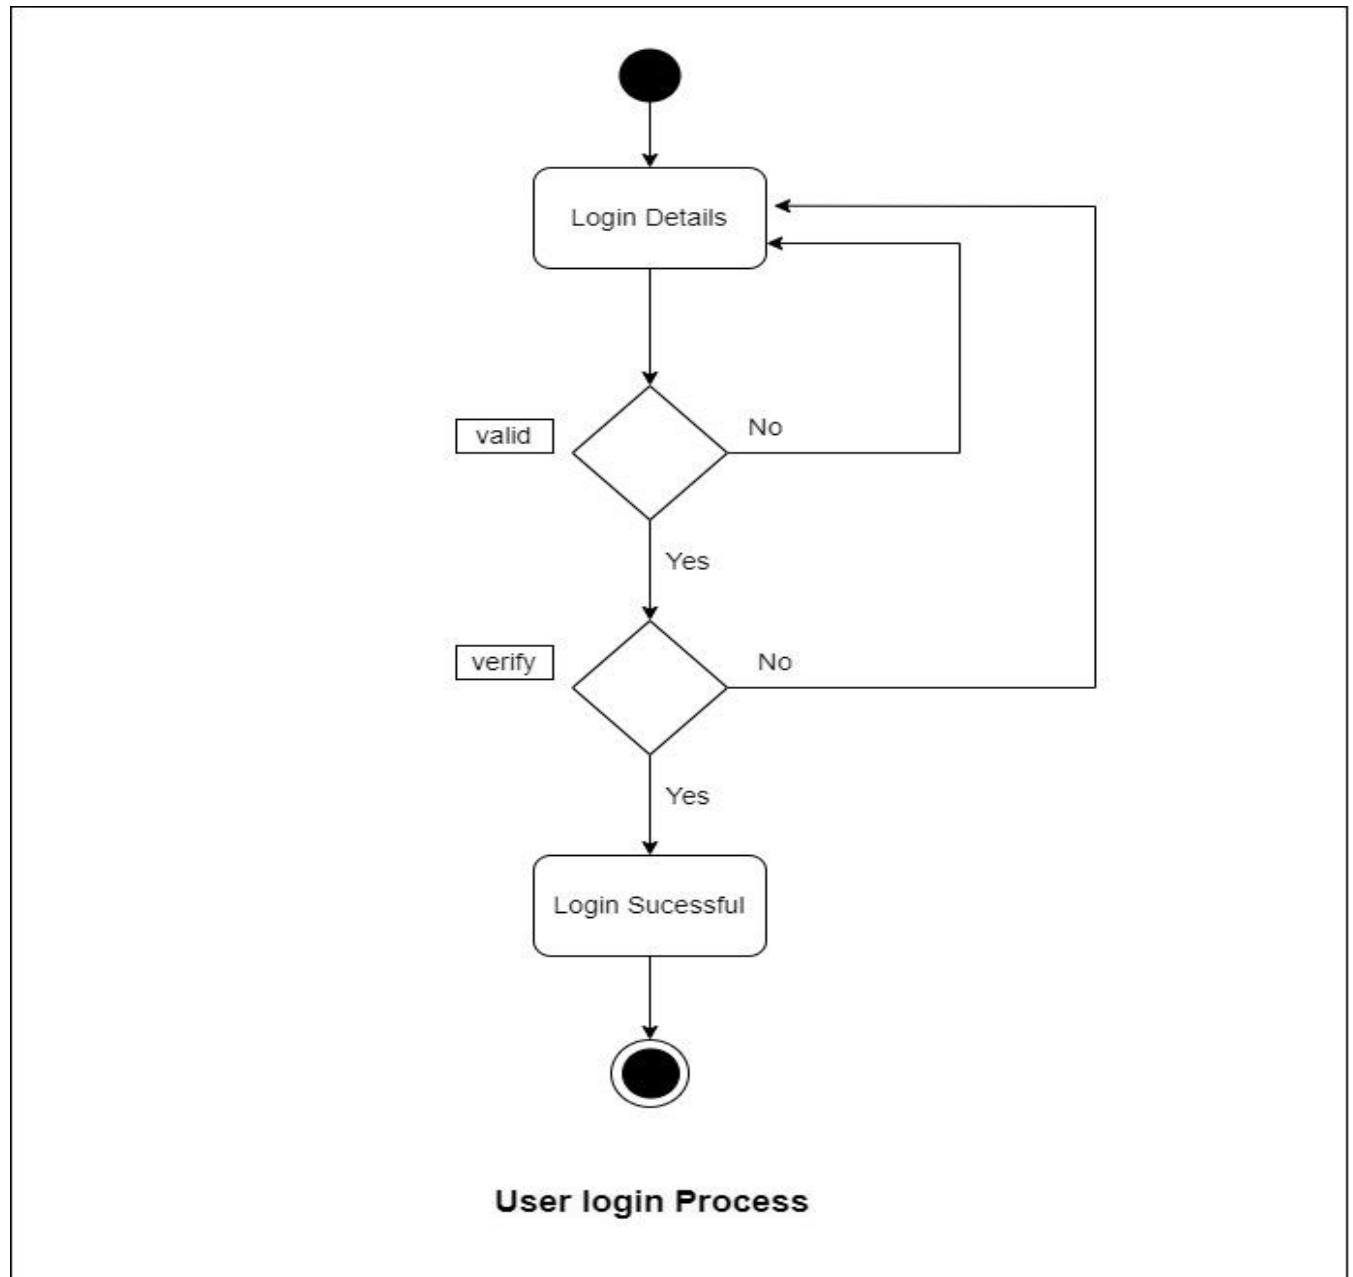 Login Details
valid
No
Yes
verify
No
Yes
Login Sucessful
User login Process